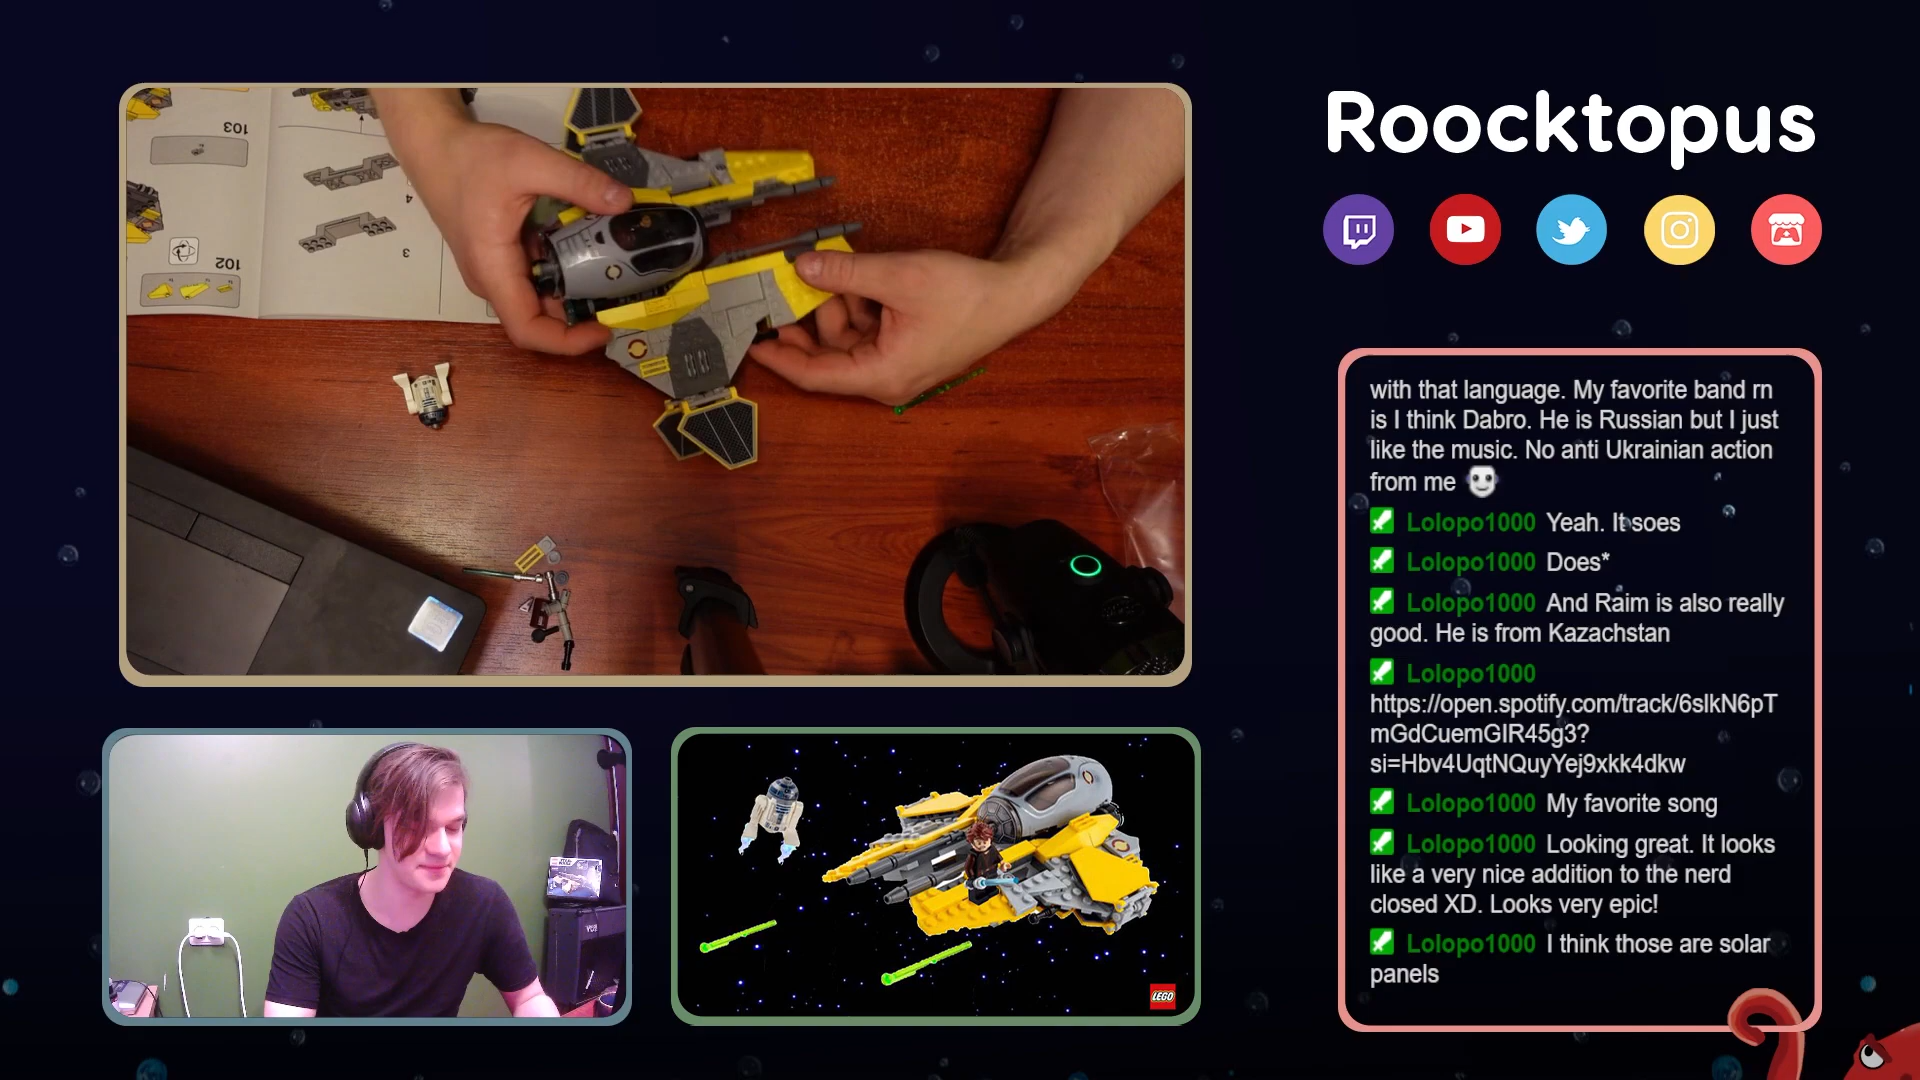 Roocktopus
103
4
3
102
with that language. My favorite band rn
is I think Dabro. He is Russian but I just
like the music. No anti Ukrainian action
from me
Lolopo1000 Yeah. It soes
Lolopo1000 Does*
Lolopo1000 And Raim is also really
good. He is from Kazachstan
Lolopo1000
https://open.spotify.com/track/6slkN6pT
mGdCuemGIR45g3?
si=Hbv4UqtNQuyYej9xkk4dkw
Lolopo1000 My favorite song
Lolopo1000 Looking great. It looks
like a very nice addition to the nerd
closed XD. Looks very epic!
Lolopo1000 I think those are solar
panels
LEGO